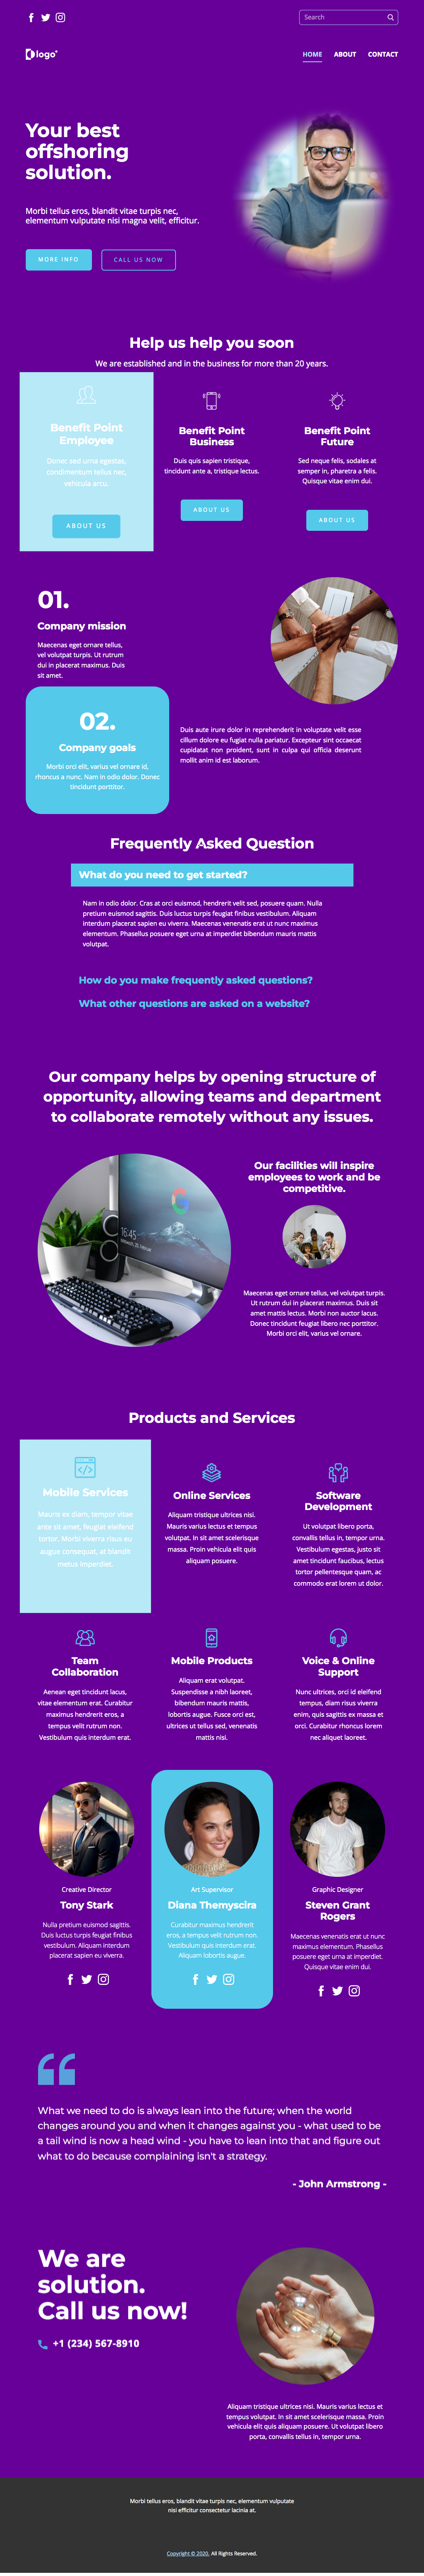 Search
logo
HOME ABOUT CONTACT
Your best
offshoring
solution.
Morbi tellus eros, blandit vitae turpis nec,
elementum vulputate nisi magna velit, efficitur.
MORE INFO
CALL US NOW
Help us help you soon
We are established and in the business for more than 20 years.
Benefit Point
Employee
Donec sed urna egestas,
condimentum tellus nec,
vehicula arcu.
ABOUT US
Benefit Point
Business
Duis quis sapien tristique,
tincidunt ante a, tristique lectus.
ABOUT US
Benefit Point
Future
Sed neque felis, sodales at
semper in, pharetra a felis.
Quisque vitae enim dui.
ABOUT US
01.
Company mission
Maecenas eget ornare tellus,
vel volutpat turpis. Ut rutrum
dui in placerat maximus. Duis
sit amet.
02.
Company goals
Morbi orci elit, varius vel ornare id,
rhoncus a nunc. Nam in odio dolor. Donec
tincidunt porttitor.
Duis aute irure dolor in reprehenderit in voluptate velit esse
cillum dolore eu fugiat nulla pariatur. Excepteur sint occaecat
cupidatat non proident, sunt in culpa qui officia deserunt
mollit anim id est laborum.
Frequently Asked Question
What do you need to get started?
Nam in odio dolor. Cras at orci euismod, hendrerit velit sed, posuere quam. Nulla
pretium euismod sagittis. Duis luctus turpis feugiat finibus vestibulum. Aliquam
interdum placerat sapien eu viverra. Maecenas venenatis erat ut nunc maximus
elementum. Phasellus posuere eget urna at imperdiet bibendum mauris mattis
volutpat.
How do you make frequently asked questions?
What other questions are asked on a website?
Our company helps by opening structure of
opportunity, allowing teams and department
to collaborate remotely without any issues.
16:45
Our facilities will inspire
employees to work and be
competitive.
Maecenas eget ornare tellus, vel volutpat turpis.
Ut rutrum dui in placerat maximus. Duis sit
amet mattis lectus. Morbi non auctor lacus.
Donec tincidunt feugiat libero nec porttitor.
Morbi orci elit, varius vel ornare.
Products and Services
Mobile Services
Mauris ex diam, tempor vitae
ante sit amet, feugiat eleifend
tortor. Morbi viverra risus eu
augue consequat, at blandit
metus imperdiet.
Online Services
Aliquam tristique ultrices nisi.
Mauris varius lectus et tempus
volutpat. In sit amet scelerisque
massa. Proin vehicula elit quis
aliquam posuere.
Software
Development
Ut volutpat libero porta,
convallis tellus in, tempor urna.
Vestibulum egestas, justo sit
amet tincidunt faucibus, lectus
tortor pellentesque quam, ac
commodo erat lorem ut dolor.
Team
Collaboration
Aenean eget tincidunt lacus,
vitae elementum erat. Curabitur
maximus hendrerit eros, a
tempus velit rutrum non.
Vestibulum quis interdum erat.
Mobile Products
Aliquam erat volutpat.
Suspendisse a nibh laoreet,
bibendum mauris mattis,
lobortis augue. Fusce orci est,
ultrices ut tellus sed, venenatis
mattis nisi.
Voice & Online
Support
Nunc ultrices, orci id eleifend
tempus, diam risus viverra
enim, quis sagittis ex massa et
orci. Curabitur rhoncus lorem
nec aliquet laoreet.
Creative Director
Tony Stark
Nulla pretium euismod sagittis.
Duis luctus turpis feugiat finibus
vestibulum. Aliquam interdum
placerat sapien eu viverra.
Art Supervisor
Diana Themyscira
Curabitur maximus hendrerit
eros, a tempus velit rutrum non.
Vestibulum quis interdum erat.
Aliquam lobortis augue.
Graphic Designer
Steven Grant
Rogers
Maecenas venenatis erat ut nunc
maximus elementum. Phasellus
posuere eget urna at imperdiet.
Quisque vitae enim dui.
What we need to do is always lean into the future; when the world
changes around you and when it changes against you - what used to be
a tail wind is now a head wind - you have to lean into that and figure out
what to do because complaining isn't a strategy.
- John Armstrong -
We are
solution.
Call us now!
+1 (234) 567-8910
Aliquam tristique ultrices nisi. Mauris varius lectus et
tempus volutpat. In sit amet scelerisque massa. Proin
vehicula elit quis aliquam posuere. Ut volutpat libero
porta, convallis tellus in, tempor urna.
Morbi tellus eros, blandit vitae turpis nec, elementum vulputate
nisl efficitur consectetur lacinia at.
Copyright © 2020, All Rights Reserved.